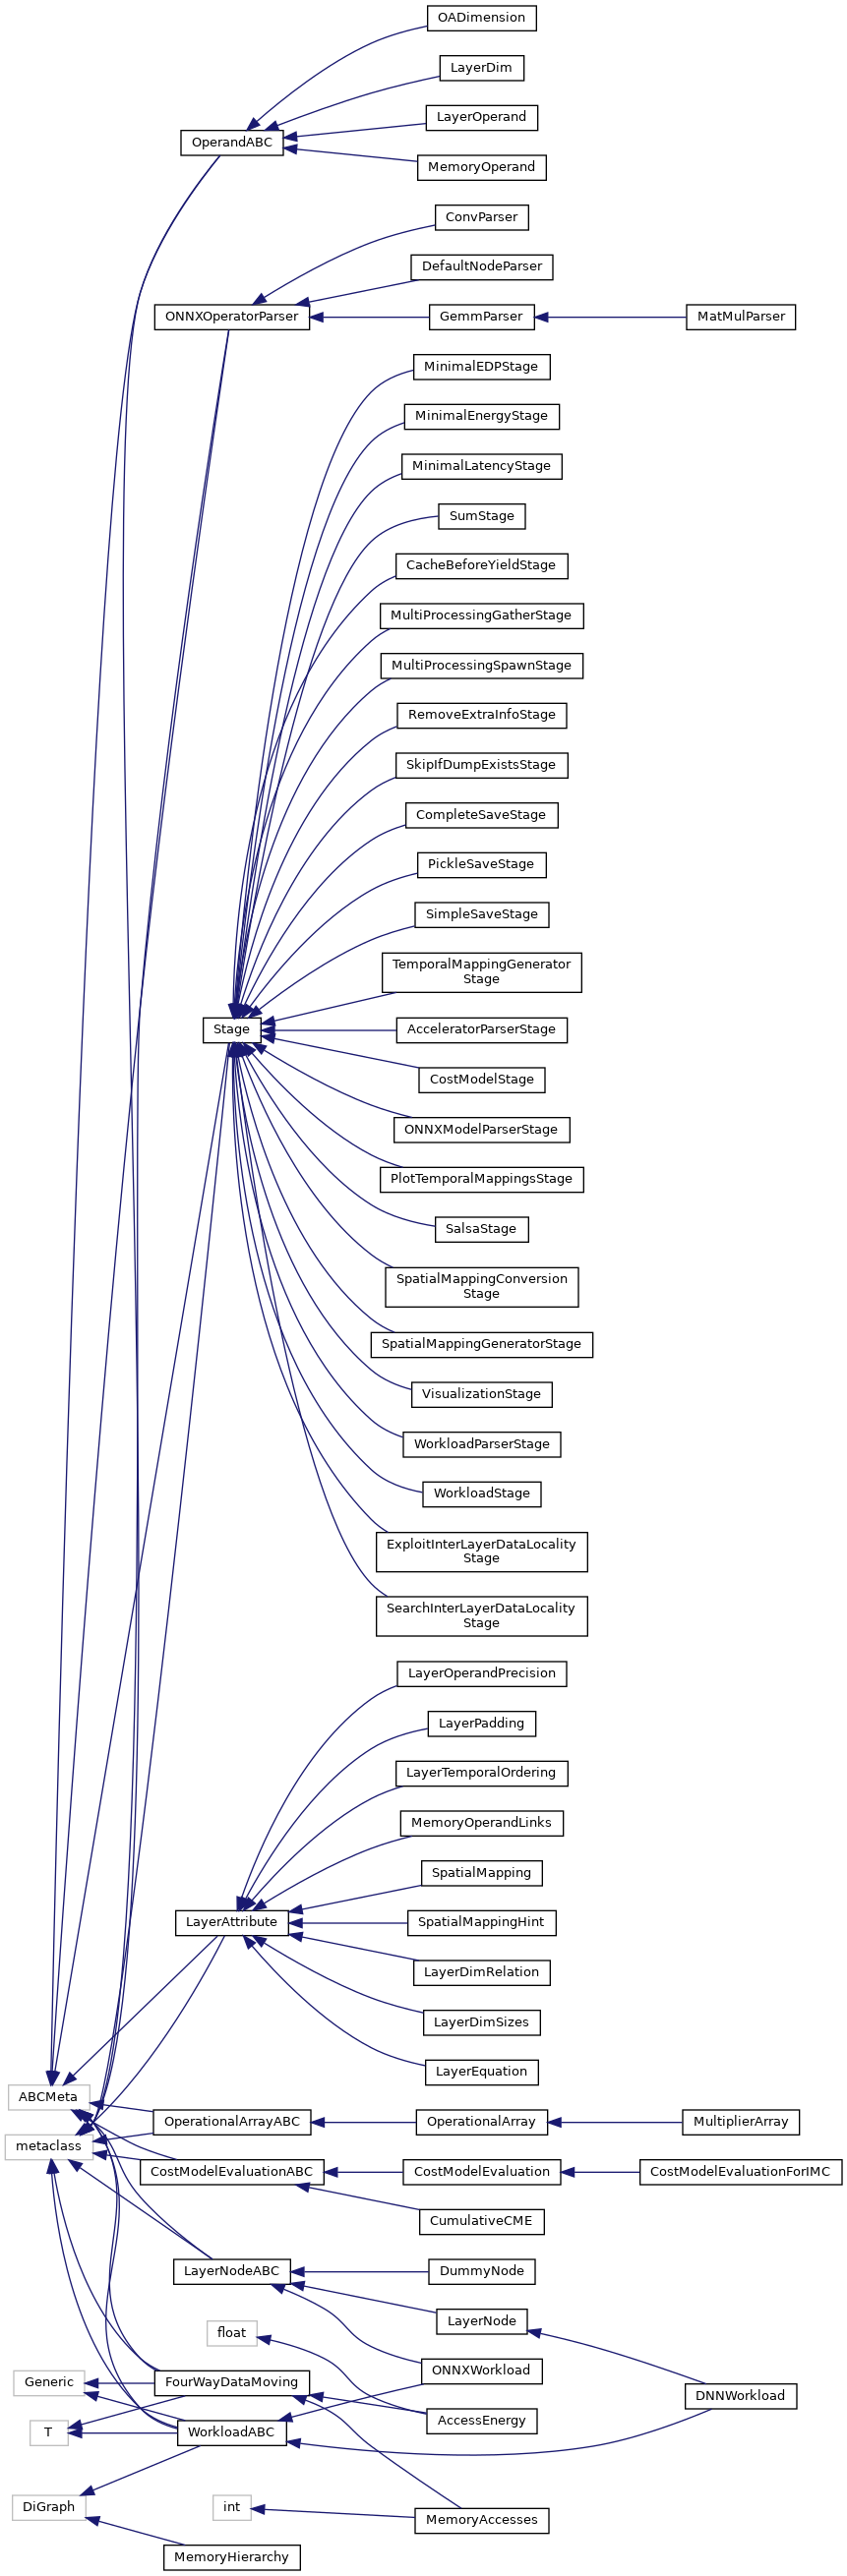 OADimension
LayerDim
LayerOperand
OperandABC
MemoryOperand
ConvParser
DefaultNodeParser
ONNXOperatorParser
GemmParser
MatMulParser
MinimalEDPStage
MinimalEnergyStage
MinimalLatencyStage
SumStage
CacheBeforeYieldStage
MultiProcessingGatherStage
MultiProcessingSpawnStage
RemoveExtraInfoStage
SkipIfDumpExistsStage
CompleteSaveStage
PickleSaveStage
SimpleSaveStage
TemporalMappingGenerator
Stage
Stage
AcceleratorParserStage
CostModelStage
ONNXModelParserStage
PlotTemporalMappingsStage
SalsaStage
SpatialMappingConversion
Stage
SpatialMappingGeneratorStage
VisualizationStage
WorkloadParserStage
WorkloadStage
ExploitInterLayerDataLocality
Stage
SearchInterLayerDataLocality
Stage
LayerOperandPrecision
LayerPadding
LayerTemporalOrdering
MemoryOperandLinks
SpatialMapping
LayerAttribute
SpatialMappingHint
LayerDimRelation
LayerDimSizes
LayerEquation
ABCMeta
OperationalArrayABC
OperationalArray
MultiplierArray
metaclass
CostModelEvaluationABC
CostModelEvaluation
CostModelEvaluationForIMC
CumulativeCME
LayerNodeABC
DummyNode
LayerNode
float
ONNXWorkload
Generic
FourWayDataMoving
DNNWorkload
AccessEnergy
T
WorkloadABC
DiGraph
int
MemoryAccesses
MemoryHierarchy